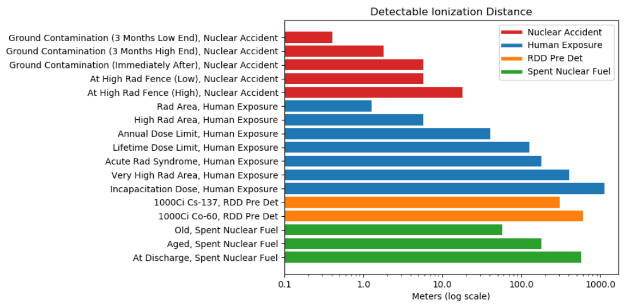 Detectable Ionization Distance
Ground Contamination (3 Months Low End), Nuclear Accident
Ground Contamination (3 Months High End), Nuclear Accident
Ground Contamination (Immediately After), Nuclear Accident
At High Rad Fence (Low), Nuclear Accident
At High Rad Fence (High), Nuclear Accident
Rad Area, Human Exposure
High Rad Area, Human Exposure
Annual Dose Limit, Human Exposure
Lifetime Dose Limit, Human Exposure
Acute Rad Syndrome, Human Exposure
Very High Rad Area, Human Exposure
Incapacitation Dose, Human Exposure
1000Ci Cs-137, RDD Pre Det
1000Ci Co-60, RDD Pre Det
Old, Spent Nuclear Fuel
Aged, Spent Nuclear Fuel
At Discharge, Spent Nuclear Fuel
Nuclear Accident
Human Exposure
RDD Pre Det
Spent Nuclear Fuel
0.1 1.0 10.0 100.0 1000.0
Meters (log scale)